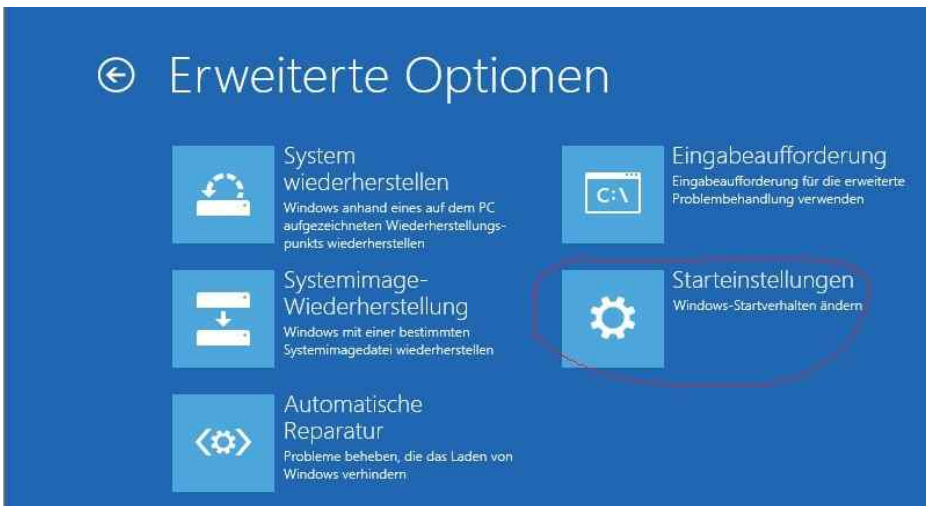 Erweiterte Optionen
System
wiederherstellen
Windows anhand eines auf dem PC
aufgezeichneten Wiederherstellungs-
punkts wiederherstellen
Systemimage-
Wiederherstellung
Windows mit einer bestimmten
Systemimagedatei wiederherstellen
Automatische
Reparatur
Probleme beheben, die das Laden von
Windows verhindern
Eingabeaufforderung
C:\
Eingabeaufforderung für die erweiterte
Problembehandlung verwenden
Starteinstellungen
Windows-Startverhalten ändern